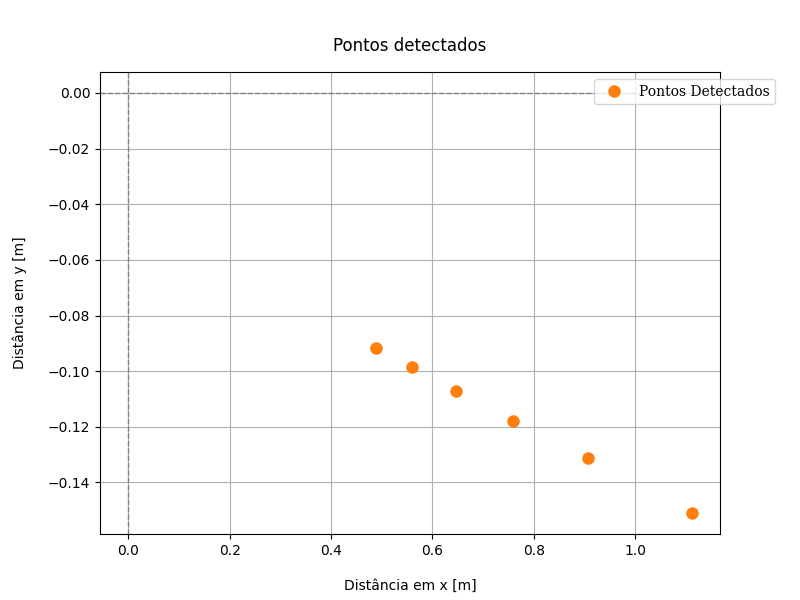 Pontos detectados
Pontos Detectados
0.00
−0.02
−0.04
−0.06
−0.08
−0.10
−0.12
−0.14
Distância em y [m]
0.0 0.2 0.4 0.6 0.8 1.0
Distância em x [m]